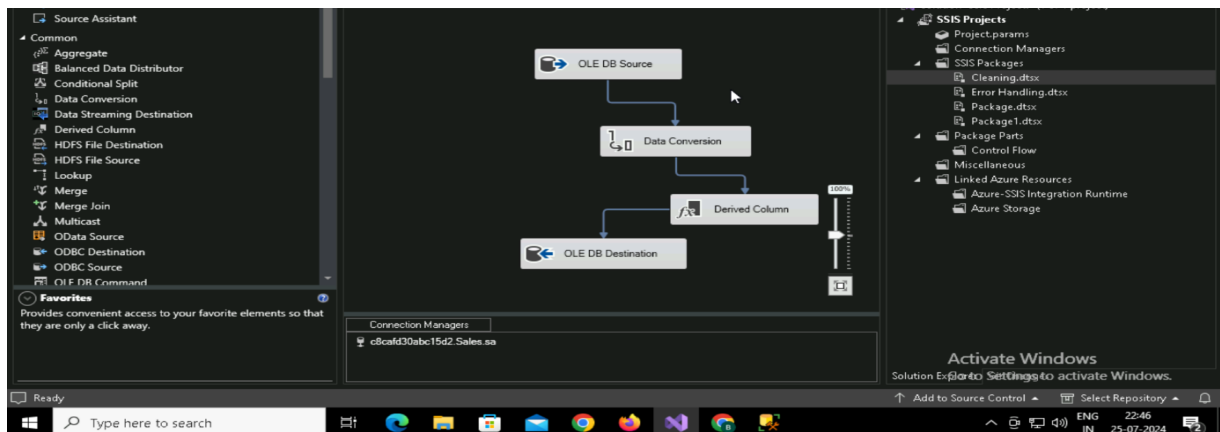 Source Assistant
Common
Aggregate
Balanced Data Distributor
Conditional Split
Data Conversion
Data Streaming Destination
Derived Column
HDFS File Destination
HDFS File Source
Lookup
Merge
Merge Join
Multicast
OData Source
ODBC Destination
ODBC Source
OLE DB Command
Favorites
Provides convenient access to your favorite elements so that
they are only a click away.
OLE DB Source
Data Conversion
Derived Column
OLE DB Destination
100%
Connection Managers
c8cafd30abc15d2.Sales.sa
SSIS Projects
Project.params
Connection Managers
SSIS Packages
Cleaning.dtsx
Error Handling.dtsx
Package.dtsx
Package1.dtsx
Package Parts
Control Flow
Miscellaneous
Linked Azure Resources
Azure-SSIS Integration Runtime
Azure Storage
Activate Windows
Go to Settings to activate Windows.
Solution Explorer
Ready
Add to Source Control
Select Repository
Type here to search
ENG
IN
22:46
25-07-2024
2